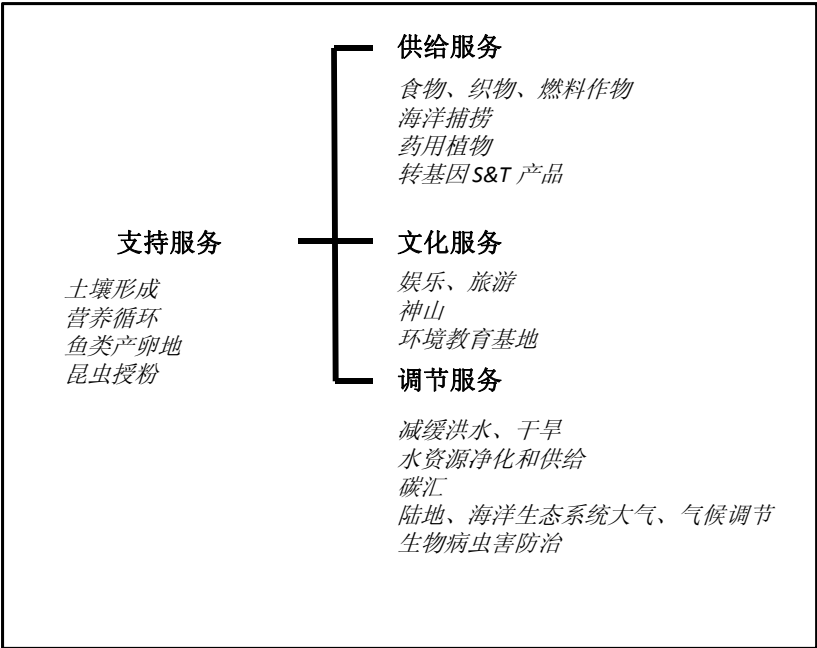 供给服务
食物、织物、燃料作物
海洋捕捞
药用植物
转基因 S&T 产品
支持服务
土壤形成
营养循环
鱼类产卵地
昆虫授粉
文化服务
娱乐、旅游
神山
环境教育基地
调节服务
减缓洪水、干旱
水资源净化和供给
碳汇
陆地、海洋生态系统大气、气候调节
生物病虫害防治